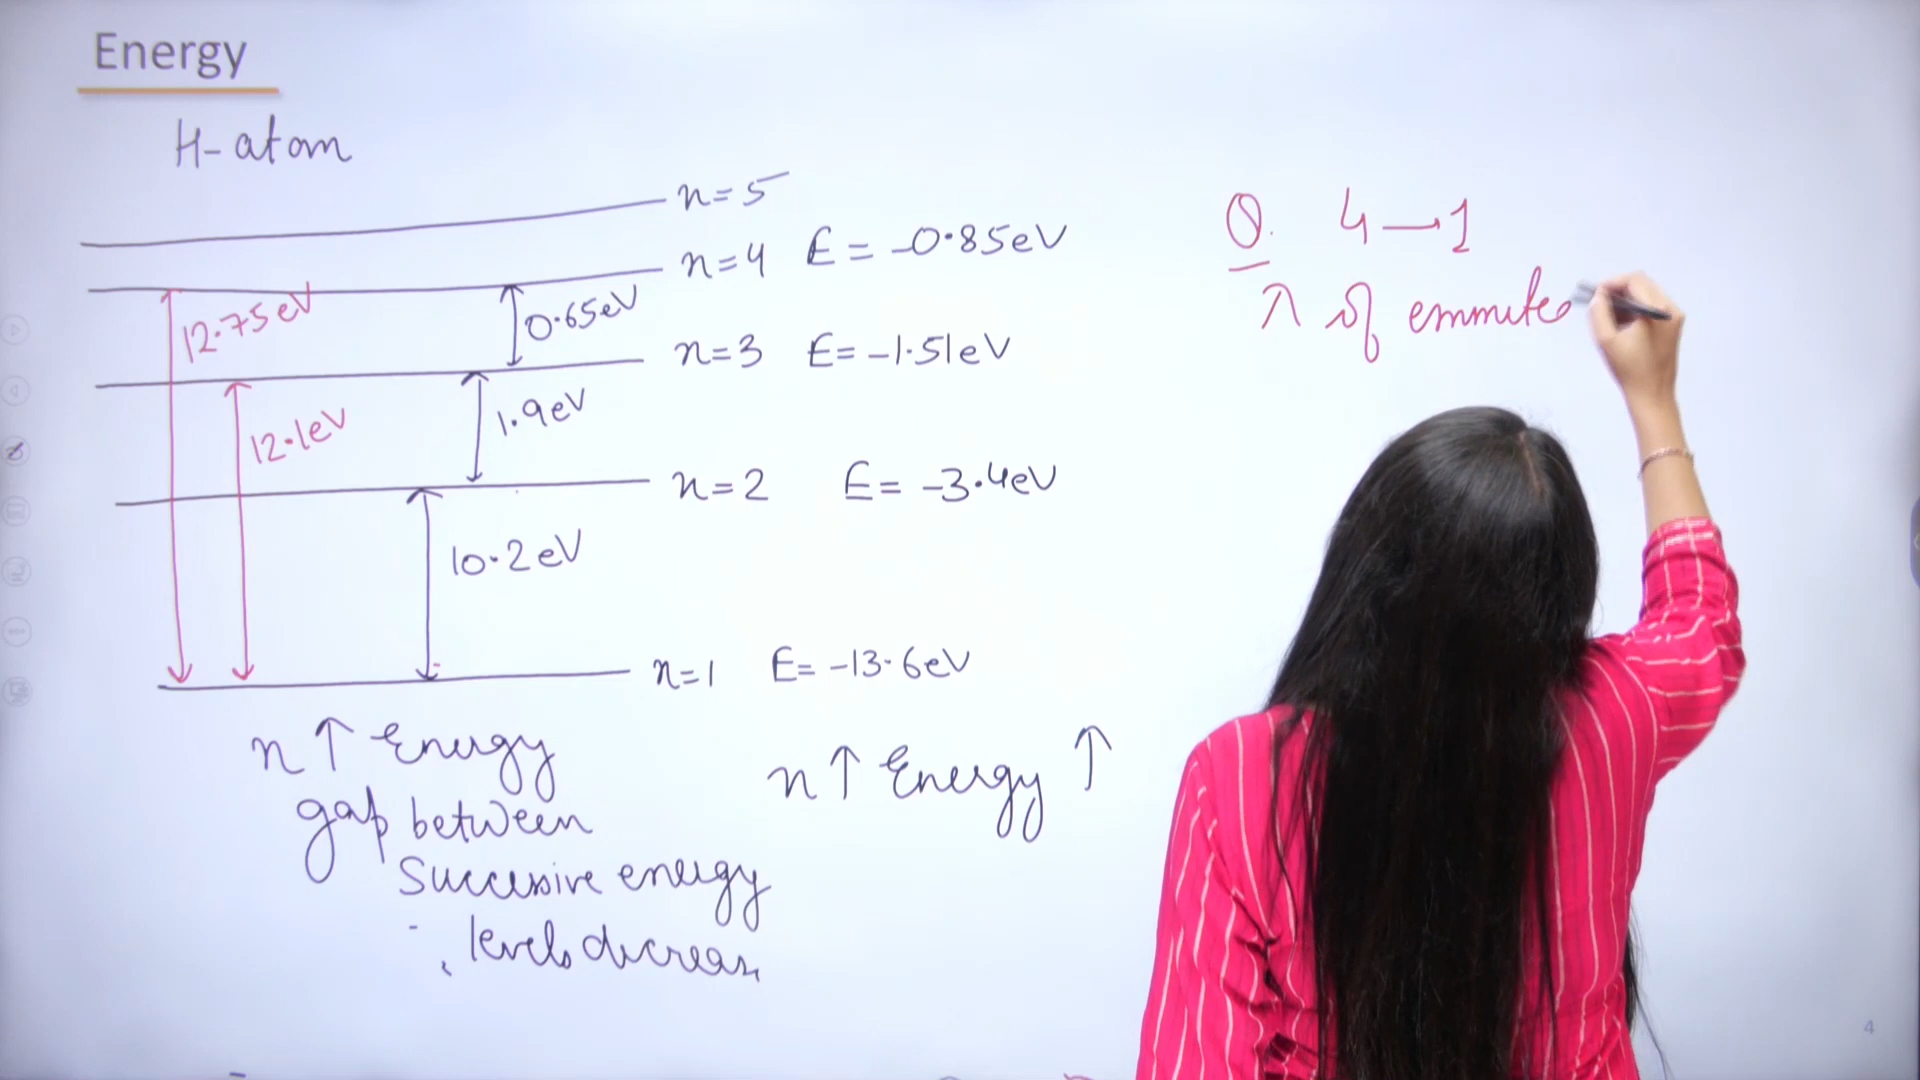 Energy
H-atom
n=5
n=4 E = -0.85eV
12.75eV
0.65eV
n=3 E= -1.51eV
12.1eV
1.9eV
n=2 E= -3.4eV
10.2eV
n=1 E= -13.6eV
n↑ Energy
gap between
Successive energy
levels decrease
n↑ Energy ↑
Q. 4→1
λ of emmited
4